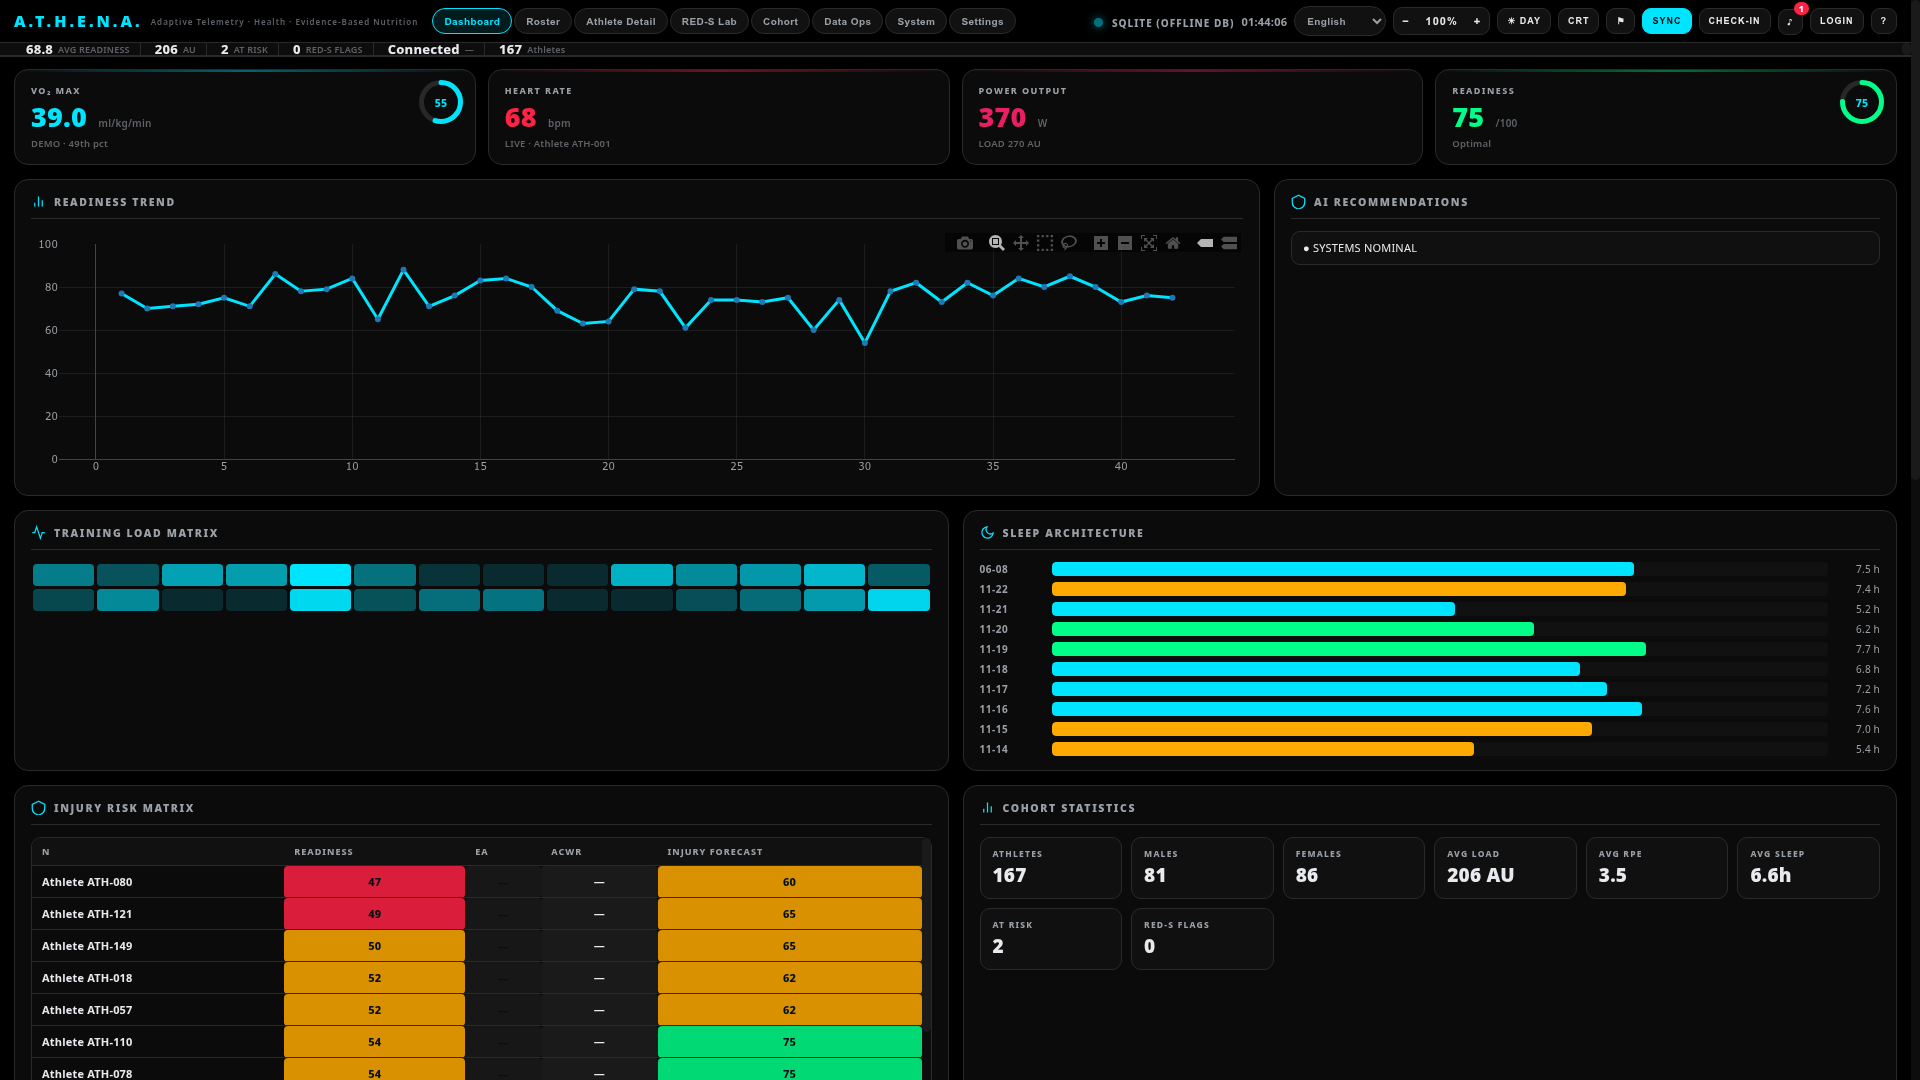 A.T.H.E.N.A. Adaptive Telemetry · Health · Evidence-Based Nutrition Dashboard Roster Athlete Detail RED-S Lab Cohort Data Ops System Settings SQLITE (OFFLINE DB) 01:44:06 English − 100% + ☀ DAY CRT ⚑ SYNC CHECK-IN ♪ 1 LOGIN ?
68.8 AVG READINESS 206 AU 2 AT RISK 0 RED-S FLAGS Connected — 167 Athletes
VO₂ MAX
39.0 ml/kg/min
DEMO · 49th pct
55
HEART RATE
68 bpm
LIVE · Athlete ATH-001
POWER OUTPUT
370 W
LOAD 270 AU
READINESS
75 /100
Optimal
75
READINESS TREND
100
80
60
40
20
0
0 5 10 15 20 25 30 35 40
AI RECOMMENDATIONS
● SYSTEMS NOMINAL
TRAINING LOAD MATRIX
SLEEP ARCHITECTURE
06-08 7.5 h
11-22 7.4 h
11-21 5.2 h
11-20 6.2 h
11-19 7.7 h
11-18 6.8 h
11-17 7.2 h
11-16 7.6 h
11-15 7.0 h
11-14 5.4 h
INJURY RISK MATRIX
N READINESS EA ACWR INJURY FORECAST
Athlete ATH-080 47 — — 60
Athlete ATH-121 49 — — 65
Athlete ATH-149 50 — — 65
Athlete ATH-018 52 — — 62
Athlete ATH-057 52 — — 62
Athlete ATH-110 54 — — 75
Athlete ATH-078 54 — — 75
COHORT STATISTICS
ATHLETES
167
MALES
81
FEMALES
86
AVG LOAD
206 AU
AVG RPE
3.5
AVG SLEEP
6.6h
AT RISK
2
RED-S FLAGS
0